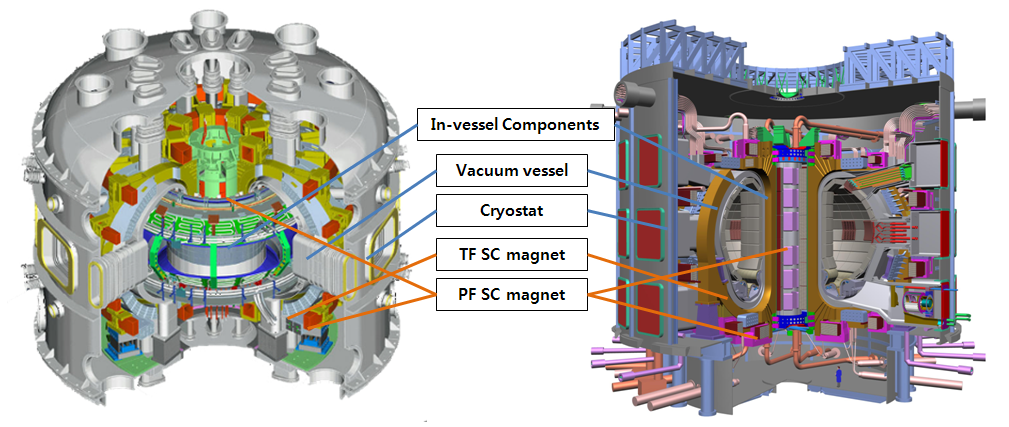 In-vessel Components
Vacuum vessel
Cryostat
TF SC magnet
PF SC magnet